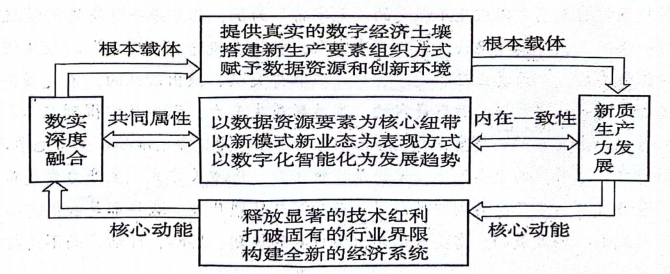 提供真实的数字经济土壤
搭建新生产要素组织方式
赋予数据资源和创新环境
根本载体
根本载体
数实
深度
融合
共同属性
以数据资源要素为核心纽带
以新模式新业态为表现方式
以数字化智能化为发展趋势
内在一致性
新质
生产
力发
展
核心动能
释放显著的技术红利
打破固有的行业界限
构建全新的经济系统
核心动能